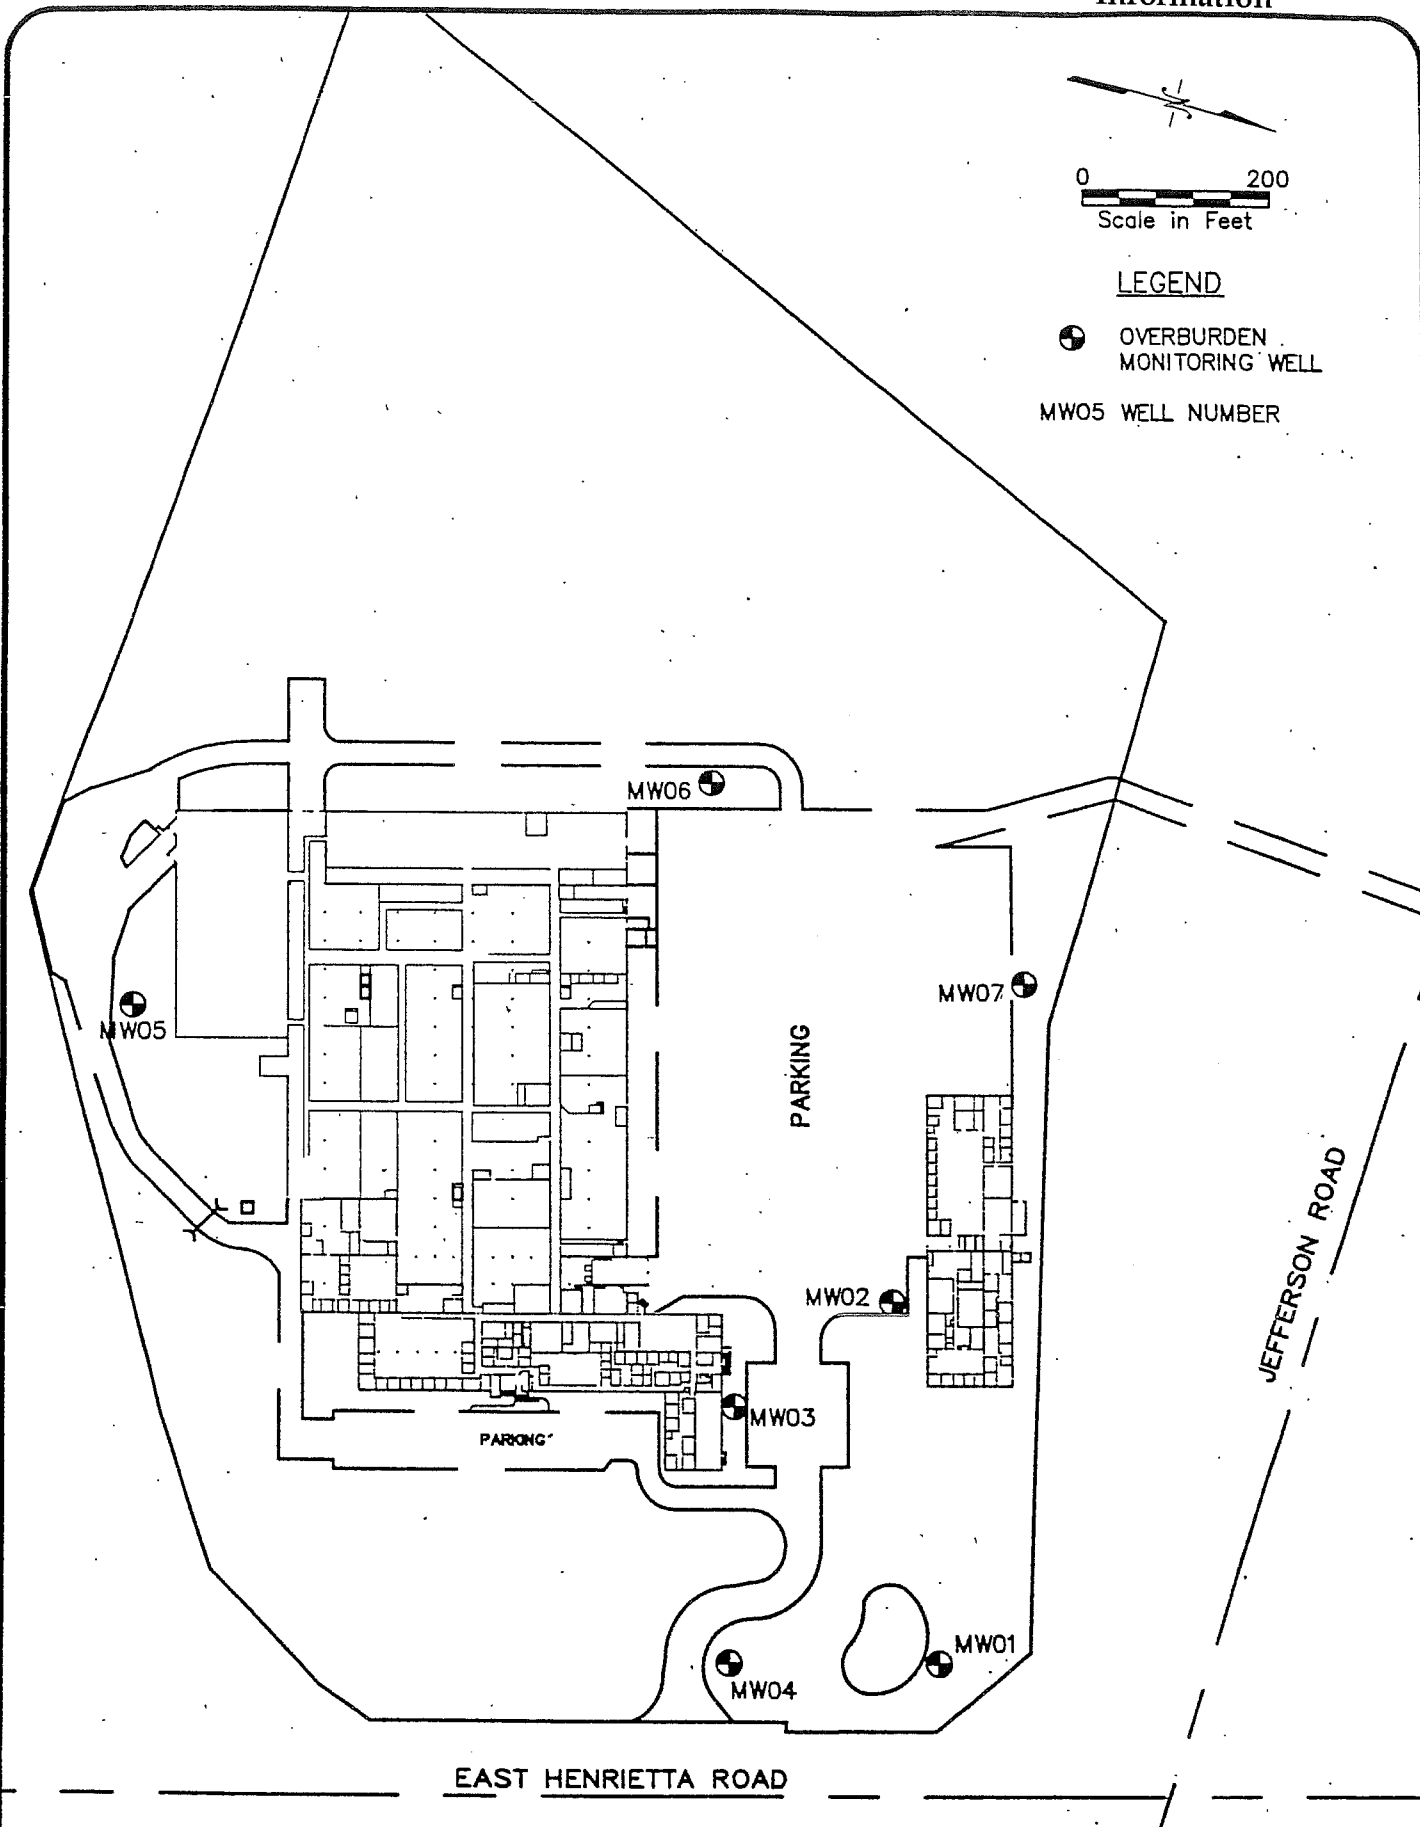 Information
N
0 200
Scale in Feet
LEGEND
OVERBURDEN
MONITORING WELL
MW05 WELL NUMBER
MW06
MW07
MW05
PARKING
MW02
JEFFERSON ROAD
MW03
PARKING
MW01
MW04
EAST HENRIETTA ROAD